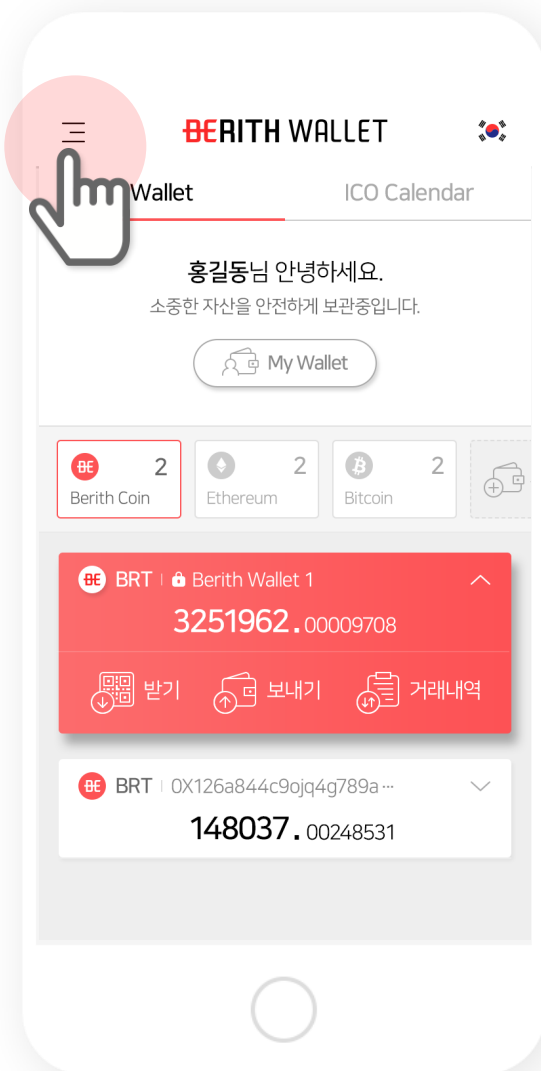 BERITH WALLET
Wallet
ICO Calendar
홍길동님 안녕하세요.
소중한 자산을 안전하게 보관중입니다.
My Wallet
BE 2
Berith Coin
2
Ethereum
2
Bitcoin
BE BRT Berith Wallet 1
3251962.00009708
받기
보내기
거래내역
BE BRT 0X126a844c9ojq4g789a···
148037.00248531